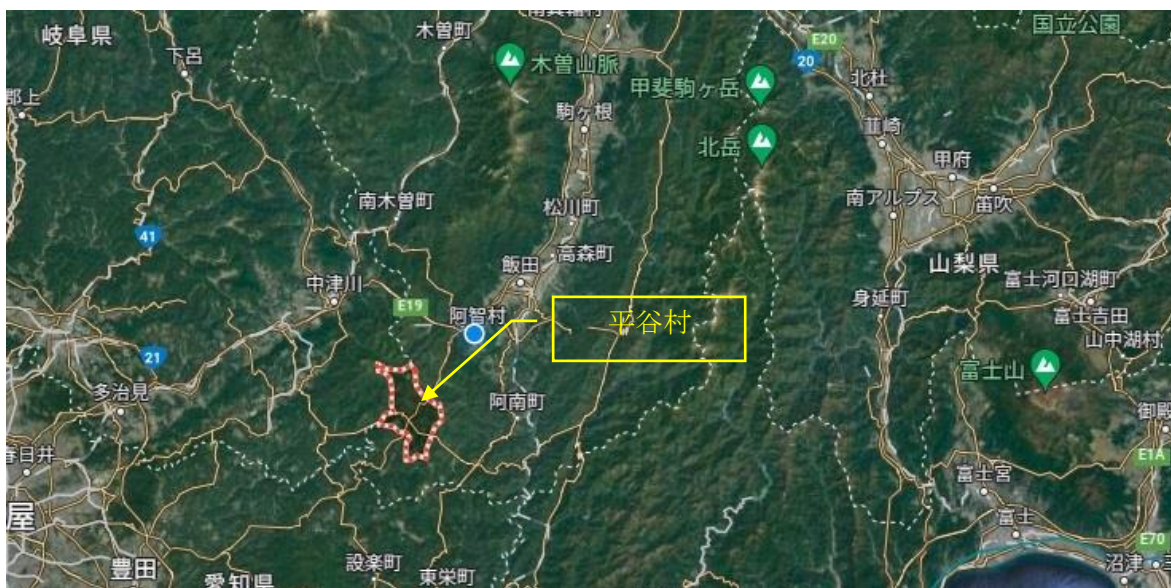 国立公園
岐阜県
下呂
木曽町
木曽山脈
E20
20
北杜
甲斐駒ヶ岳
郡上
駒ヶ根
韮崎
北岳
甲府
笛吹
南木曽町
松川町
南アルプス
41
高森町
飯田
山梨県
中津川
E19
阿智村
平谷村
身延町
富士河口湖町
富士吉田
山中湖村
21
多治見
阿南町
富士山
御殿
春日井
E1A
富士宮
屋
富士
豊田
設楽町
東栄町
愛知県
E70
沼津